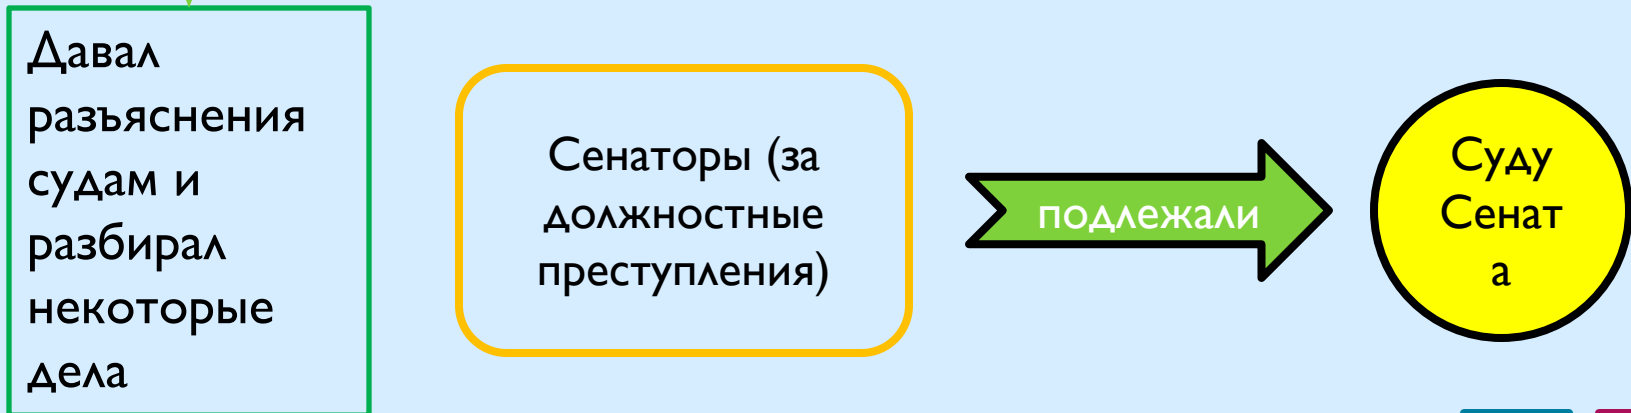 Давал
разъяснения
судам и
разбирал
некоторые
дела
Сенаторы (за
должностные
преступления)
подлежали
Суду
Сенат
а